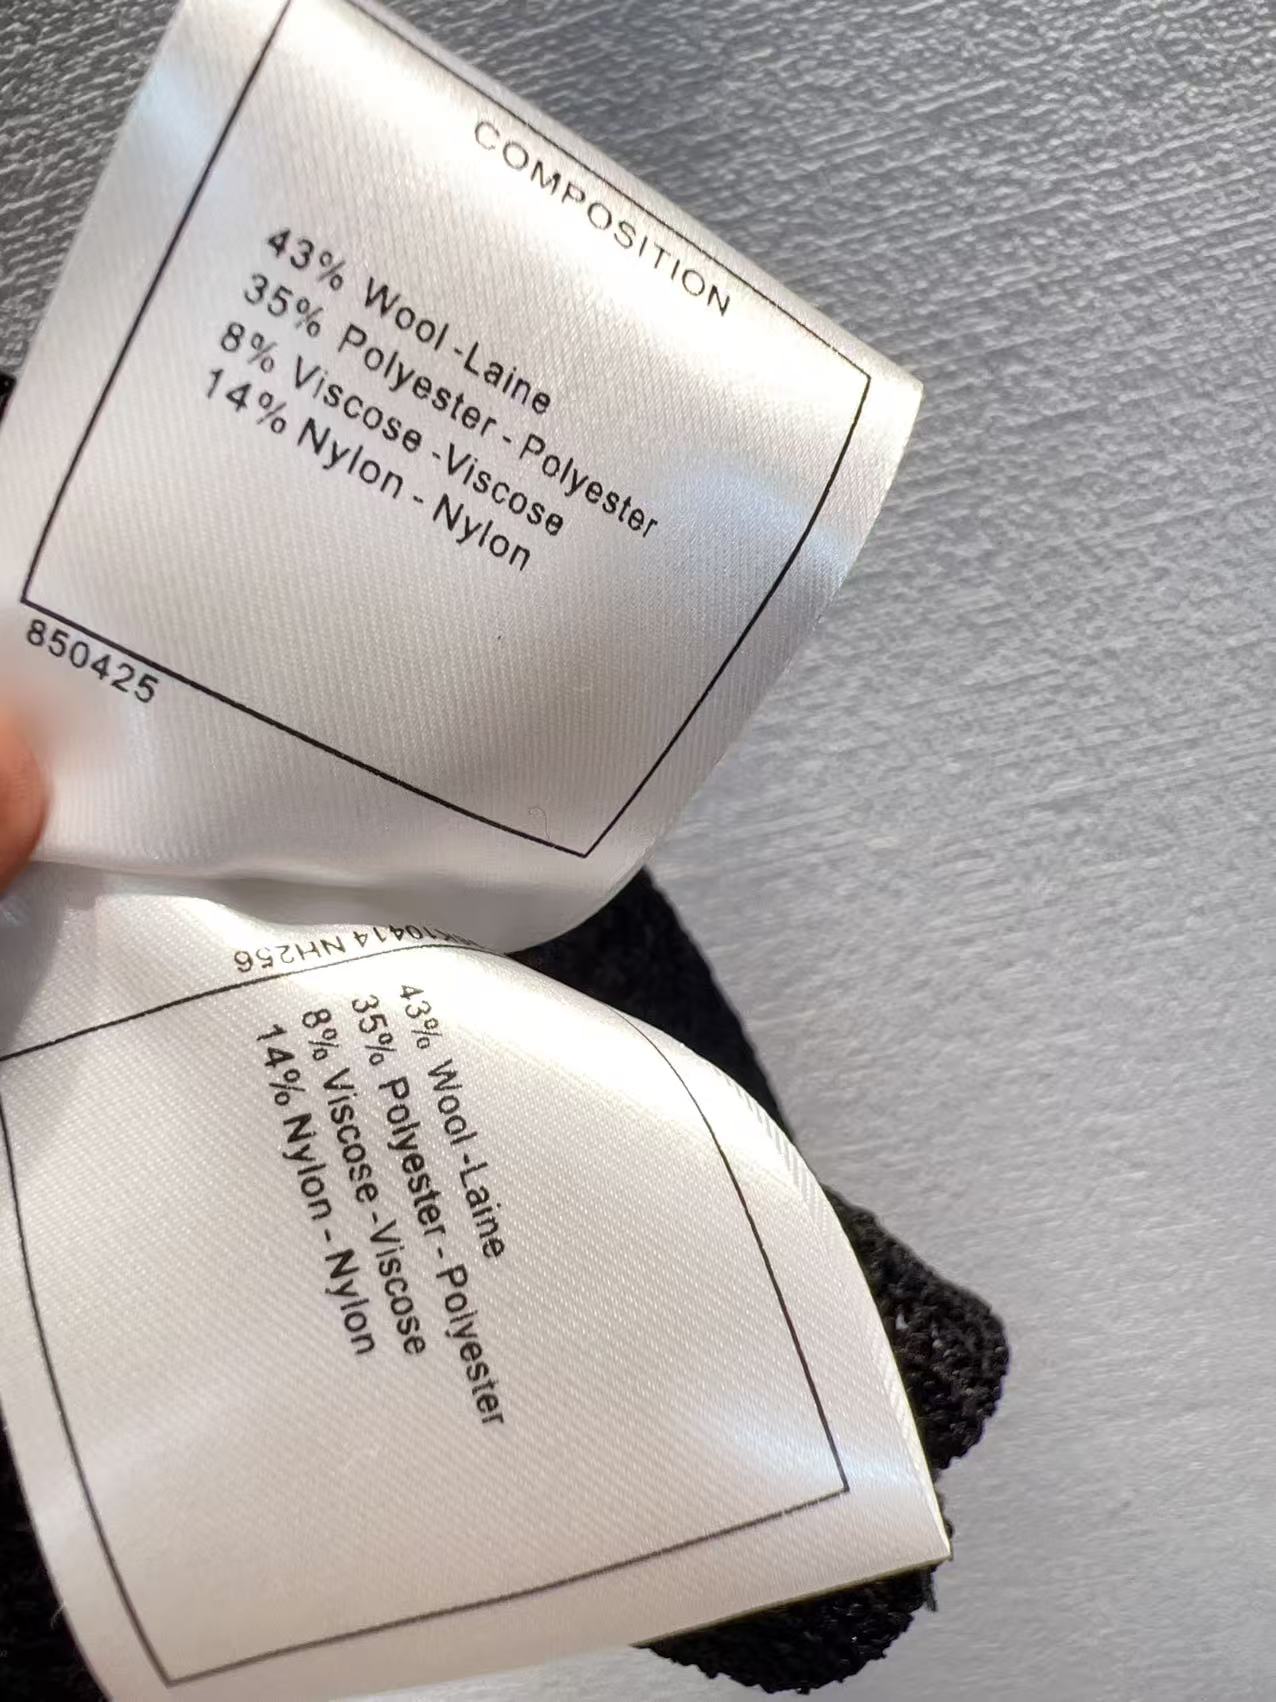 COMPOSITION
43% Wool -Laine
35% Polyester - Polyester
8% Viscose -Viscose
14% Nylon - Nylon
850425
NH256
43% Wool -Laine
35% Polyester - Polyester
8% Viscose -Viscose
14% Nylon - Nylon